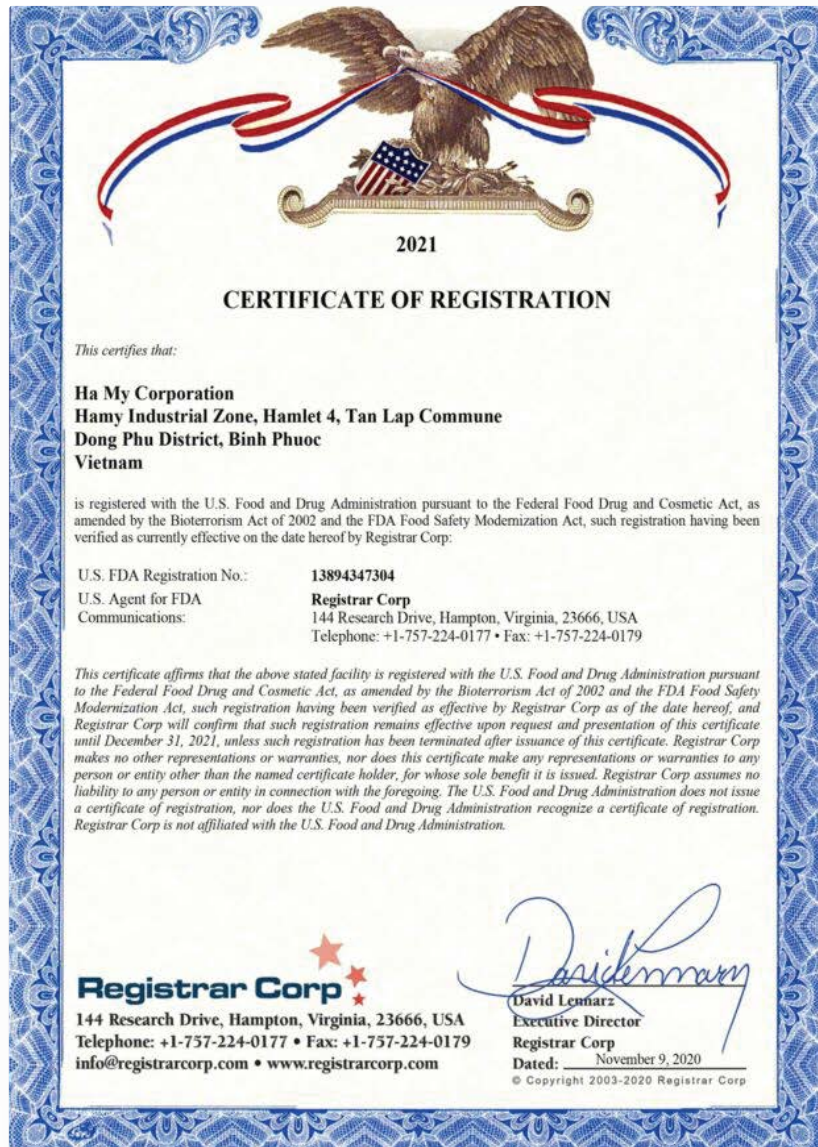 2021
CERTIFICATE OF REGISTRATION
This certifies that:
Ha My Corporation
Hamy Industrial Zone, Hamlet 4, Tan Lap Commune
Dong Phu District, Binh Phuoc
Vietnam
is registered with the U.S. Food and Drug Administration pursuant to the Federal Food Drug and Cosmetic Act, as
amended by the Bioterrorism Act of 2002 and the FDA Food Safety Modernization Act, such registration having been
verified as currently effective on the date hereof by Registrar Corp:
U.S. FDA Registration No.: 13894347304
U.S. Agent for FDA Registrar Corp
Communications: 144 Research Drive, Hampton, Virginia, 23666, USA
Telephone: +1-757-224-0177 • Fax: +1-757-224-0179
This certificate affirms that the above stated facility is registered with the U.S. Food and Drug Administration pursuant
to the Federal Food Drug and Cosmetic Act, as amended by the Bioterrorism Act of 2002 and the FDA Food Safety
Modernization Act, such registration having been verified as effective by Registrar Corp as of the date hereof, and
Registrar Corp will confirm that such registration remains effective upon request and presentation of this certificate
until December 31, 2021, unless such registration has been terminated after issuance of this certificate. Registrar Corp
makes no other representations or warranties, nor does this certificate make any representations or warranties to any
person or entity other than the named certificate holder, for whose sole benefit it is issued. Registrar Corp assumes no
liability to any person or entity in connection with the foregoing. The U.S. Food and Drug Administration does not issue
a certificate of registration, nor does the U.S. Food and Drug Administration recognize a certificate of registration.
Registrar Corp is not affiliated with the U.S. Food and Drug Administration.
Registrar Corp
144 Research Drive, Hampton, Virginia, 23666, USA
Telephone: +1-757-224-0177 • Fax: +1-757-224-0179
info@registrarcorp.com • www.registrarcorp.com
David Lennarz
David Lennarz
Executive Director
Registrar Corp
Dated: November 9, 2020
© Copyright 2003-2020 Registrar Corp